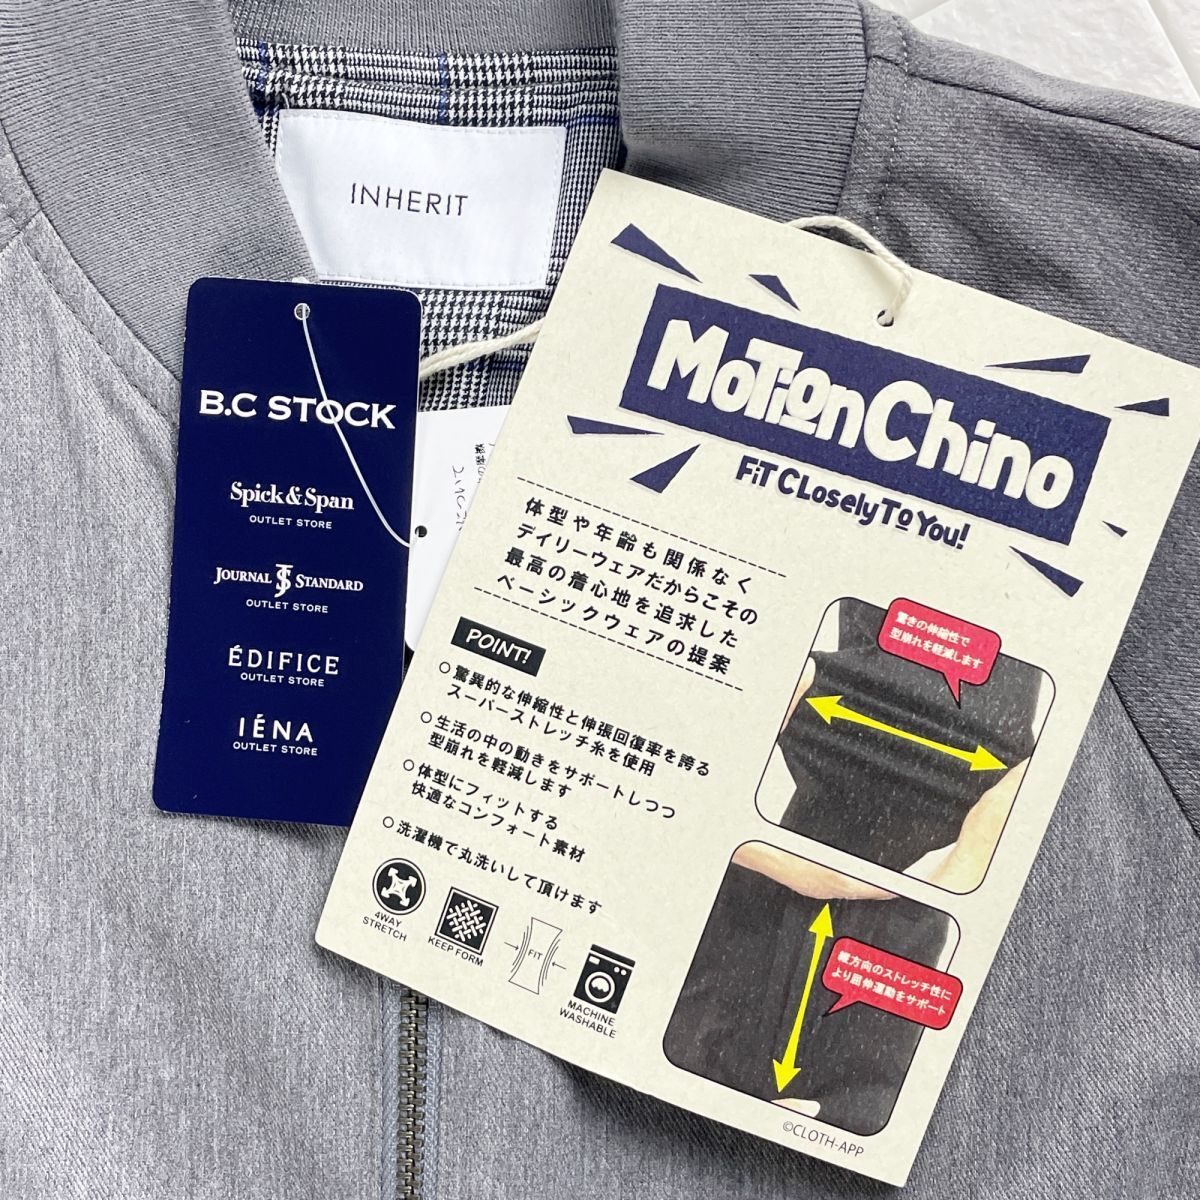 INHERIT
B.C STOCK
Spick & Span
OUTLET STORE
JOURNAL JS STANDARD
OUTLET STORE
ÉDIFICE
OUTLET STORE
IÉNA
OUTLET STORE
MoTionChino
FiT CLoselyTo You!
体型や年齢も関係なく
デイリーウェアだからこその
最高の着心地を追求した
ベーシックウェアの提案
POINT!
○驚異的な伸縮性と伸張回復率を誇る
スーパーストレッチ糸を使用
○生活の中の動きをサポートしつつ
型崩れを軽減します
○体型にフィットする
快適なコンフォート素材
○洗濯機で丸洗いして頂けます
4WAY
STRETCH
KEEP FORM
FIT
MACHINE
WASHABLE
驚きの伸縮性で
型崩れを軽減します
縦方向のストレッチ性に
より屈伸運動をサポート
©CLOTH-APP